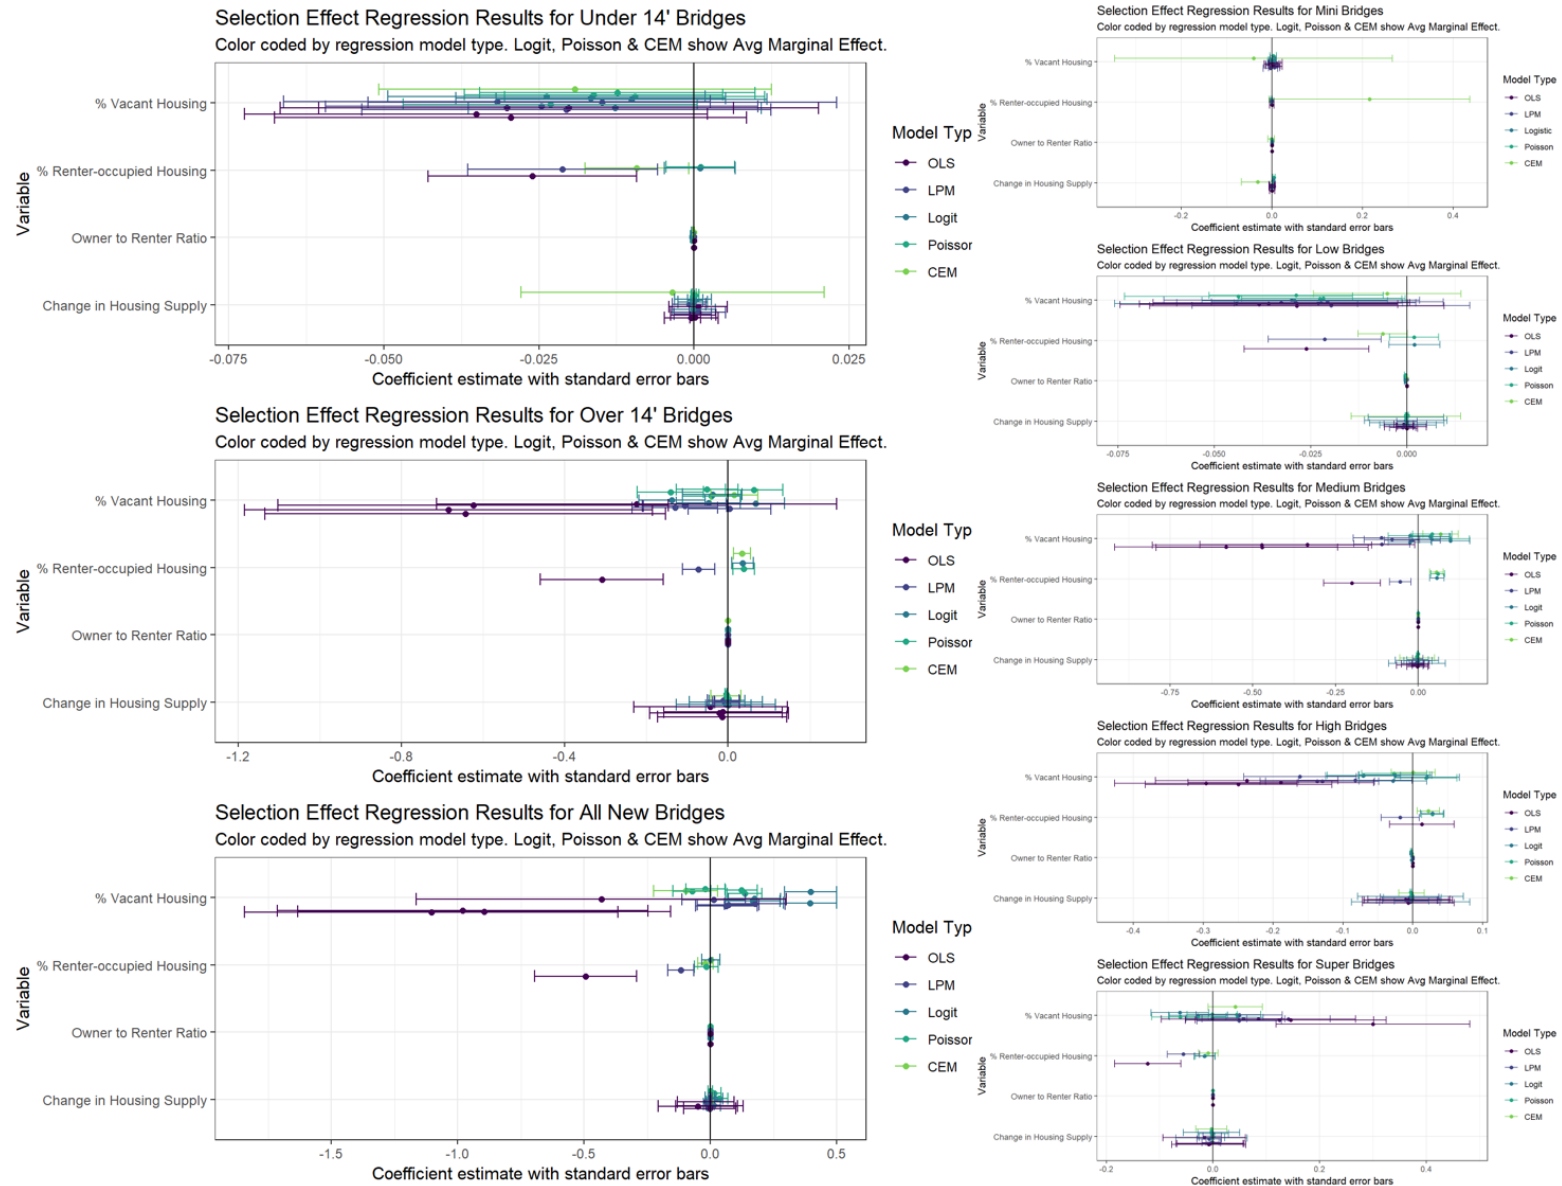 Selection Effect Regression Results for Under 14' Bridges
Color coded by regression model type. Logit, Poisson & CEM show Avg Marginal Effect.
Variable
% Vacant Housing
% Renter-occupied Housing
Owner to Renter Ratio
Change in Housing Supply
-0.075 -0.050 -0.025 0.000 0.025
Coefficient estimate with standard error bars
Model Typ
OLS
LPM
Logit
Poissor
CEM
Selection Effect Regression Results for Over 14' Bridges
Color coded by regression model type. Logit, Poisson & CEM show Avg Marginal Effect.
Variable
% Vacant Housing
% Renter-occupied Housing
Owner to Renter Ratio
Change in Housing Supply
-1.2 -0.8 -0.4 0.0
Coefficient estimate with standard error bars
Model Typ
OLS
LPM
Logit
Poissor
CEM
Selection Effect Regression Results for All New Bridges
Color coded by regression model type. Logit, Poisson & CEM show Avg Marginal Effect.
Variable
% Vacant Housing
% Renter-occupied Housing
Owner to Renter Ratio
Change in Housing Supply
-1.5 -1.0 -0.5 0.0 0.5
Coefficient estimate with standard error bars
Model Typ
OLS
LPM
Logit
Poissor
CEM
Selection Effect Regression Results for Mini Bridges
Color coded by regression model type. Logit, Poisson & CEM show Avg Marginal Effect.
Variable
% Vacant Housing
% Renter-occupied Housing
Owner to Renter Ratio
Change in Housing Supply
-0.2 0.0 0.2 0.4
Coefficient estimate with standard error bars
Model Type
OLS
LPM
Logistic
Poisson
CEM
Selection Effect Regression Results for Low Bridges
Color coded by regression model type. Logit, Poisson & CEM show Avg Marginal Effect.
Variable
% Vacant Housing
% Renter-occupied Housing
Owner to Renter Ratio
Change in Housing Supply
-0.075 -0.050 -0.025 0.000
Coefficient estimate with standard error bars
Model Type
OLS
LPM
Logit
Poisson
CEM
Selection Effect Regression Results for Medium Bridges
Color coded by regression model type. Logit, Poisson & CEM show Avg Marginal Effect.
Variable
% Vacant Housing
% Renter-occupied Housing
Owner to Renter Ratio
Change in Housing Supply
-0.75 -0.50 -0.25 0.00
Coefficient estimate with standard error bars
Model Type
OLS
LPM
Logit
Poisson
CEM
Selection Effect Regression Results for High Bridges
Color coded by regression model type. Logit, Poisson & CEM show Avg Marginal Effect.
Variable
% Vacant Housing
% Renter-occupied Housing
Owner to Renter Ratio
Change in Housing Supply
-0.4 -0.3 -0.2 -0.1 0.0 0.1
Coefficient estimate with standard error bars
Model Type
OLS
LPM
Logit
Poisson
CEM
Selection Effect Regression Results for Super Bridges
Color coded by regression model type. Logit, Poisson & CEM show Avg Marginal Effect.
Variable
% Vacant Housing
% Renter-occupied Housing
Owner to Renter Ratio
Change in Housing Supply
-0.2 0.0 0.2 0.4
Coefficient estimate with standard error bars
Model Type
OLS
LPM
Logit
Poisson
CEM